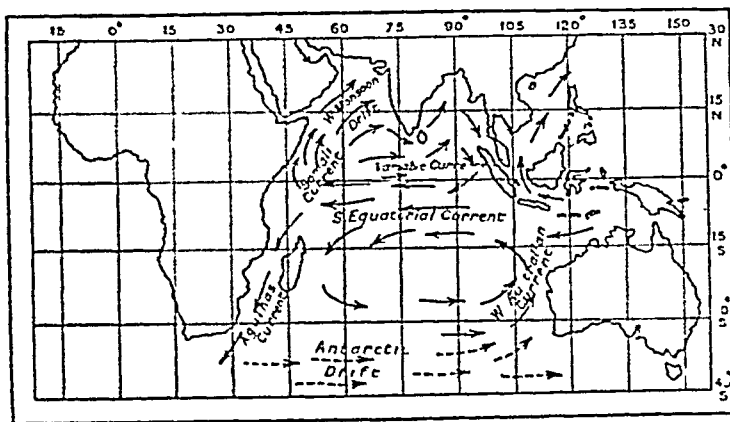 15 0° 15 30 45 60 75 90° 105 120° 135 150° 30
N
W Monsoon
Drift
15
N
Somali
Current
0°
S Equatorial Current
15
S
W Australian
Current
Agulhas
Current
30
S
Antarctic
Drift
S